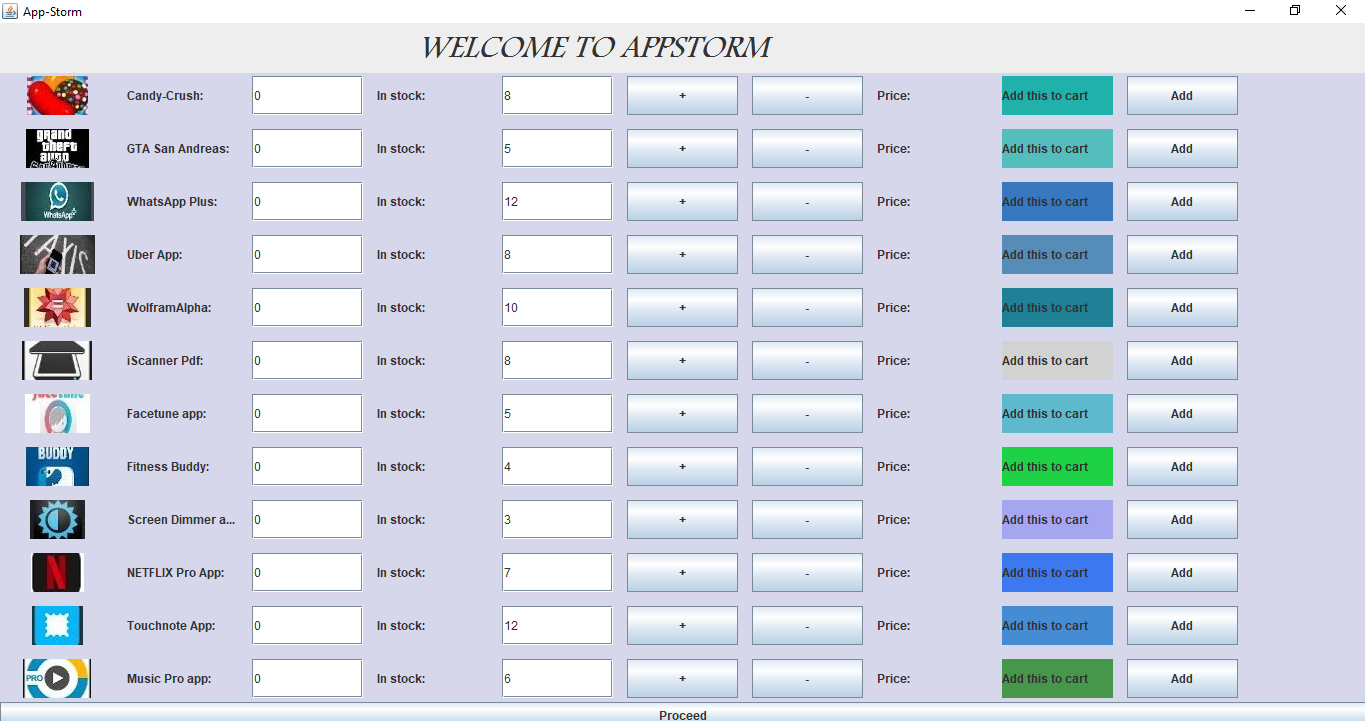 App-Storm
WELCOME TO APPSTORM
Candy-Crush: 0 In stock: 8 + - Price: Add this to cart Add
grand
theft
auto
GTA San Andreas: 0 In stock: 5 + - Price: Add this to cart Add
WhatsApp+
WhatsApp Plus: 0 In stock: 12 + - Price: Add this to cart Add
TAXIS
Uber App: 0 In stock: 8 + - Price: Add this to cart Add
WolframAlpha: 0 In stock: 10 + - Price: Add this to cart Add
iScanner Pdf: 0 In stock: 8 + - Price: Add this to cart Add
facetune
Facetune app: 0 In stock: 5 + - Price: Add this to cart Add
BUDDY
Fitness Buddy: 0 In stock: 4 + - Price: Add this to cart Add
Screen Dimmer a... 0 In stock: 3 + - Price: Add this to cart Add
N
NETFLIX Pro App: 0 In stock: 7 + - Price: Add this to cart Add
Touchnote App: 0 In stock: 12 + - Price: Add this to cart Add
PRO
Music Pro app: 0 In stock: 6 + - Price: Add this to cart Add
Proceed